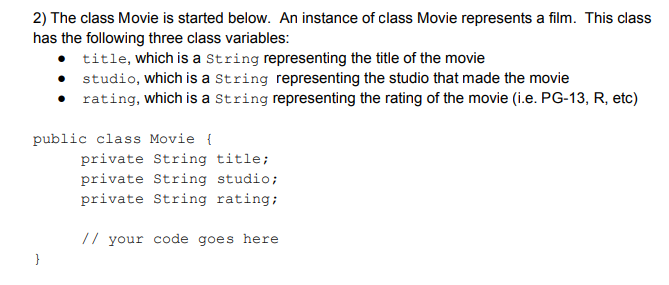 2) The class Movie is started below. An instance of class Movie represents a film. This class
has the following three class variables:
● title, which is a String representing the title of the movie
● studio, which is a String representing the studio that made the movie
● rating, which is a String representing the rating of the movie (i.e. PG-13, R, etc)
public class Movie {
private String title;
private String studio;
private String rating;
// your code goes here
}